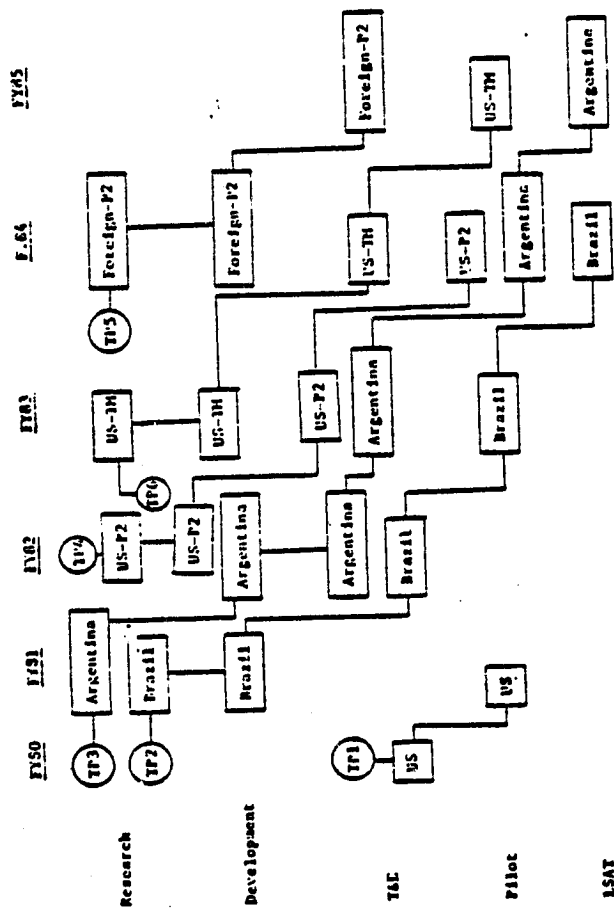 FY80 FY81 FY82 FY83 FY84 FY85
Research
TP3 Argentina TP4
TP2 Brazil US-P2 TP6 US-TM TP5 Foreign-P2
Development
Brazil US-P2 US-TM Foreign-P2
Argentina
US-P2
T&E
TP1 Argentina US-TM Foreign-P2
US Brazil Argentina
US-P2
Pilot
US Brazil Argentina US-TM
LSAT
Brazil Argentina